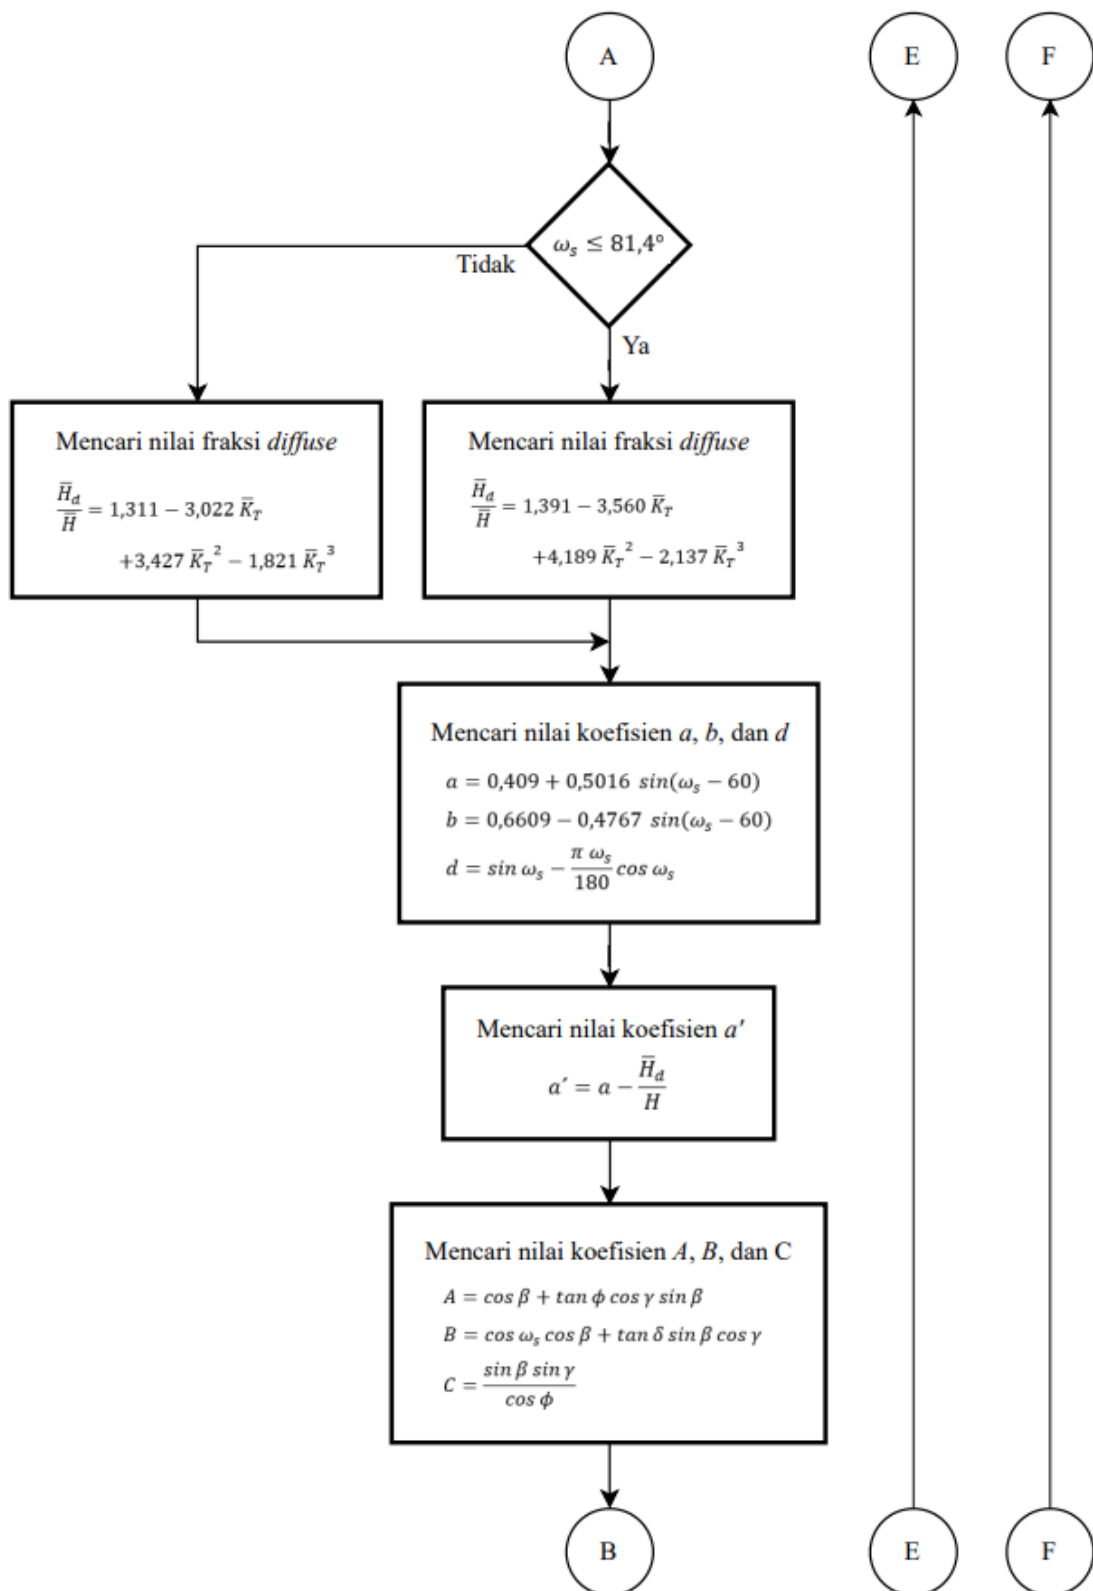 A
E
F
ω_s ≤ 81,4°
Tidak
Ya
Mencari nilai fraksi diffuse
H̅_d/H̅ = 1,311 − 3,022 K̅_T
+3,427 K̅_T² − 1,821 K̅_T³
Mencari nilai fraksi diffuse
H̅_d/H̅ = 1,391 − 3,560 K̅_T
+4,189 K̅_T² − 2,137 K̅_T³
Mencari nilai koefisien a, b, dan d
a = 0,409 + 0,5016 sin(ω_s − 60)
b = 0,6609 − 0,4767 sin(ω_s − 60)
d = sin ω_s − (π ω_s)/180 cos ω_s
Mencari nilai koefisien a'
a´ = a − H̅_d/H
Mencari nilai koefisien A, B, dan C
A = cos β + tan ϕ cos γ sin β
B = cos ω_s cos β + tan δ sin β cos γ
C = (sin β sin γ)/(cos ϕ)
B
E
F